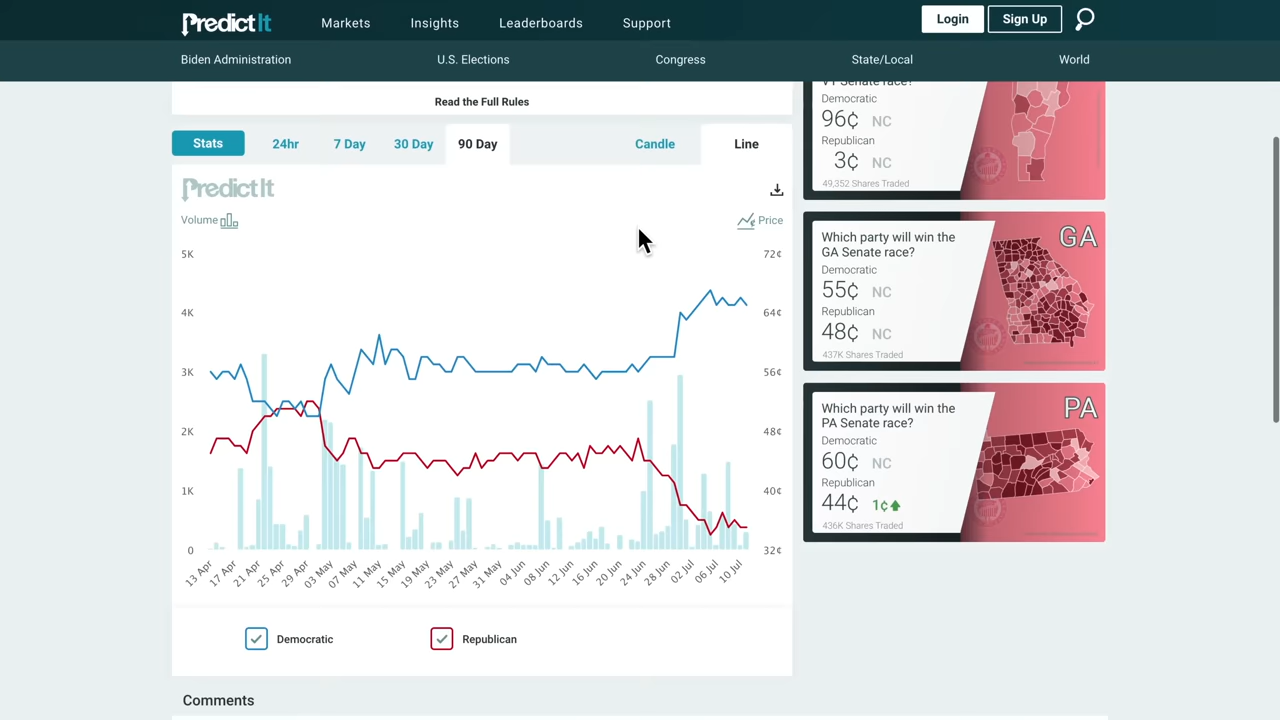 PredictIt
Markets
Insights
Leaderboards
Support
Login
Sign Up
Biden Administration
U.S. Elections
Congress
State/Local
World
Read the Full Rules
Stats
24hr
7 Day
30 Day
90 Day
Candle
Line
PredictIt
Volume
Price
5K
4K
3K
2K
1K
0
72¢
64¢
56¢
48¢
40¢
32¢
13 Apr
17 Apr
21 Apr
25 Apr
29 Apr
03 May
07 May
11 May
15 May
19 May
23 May
27 May
31 May
04 Jun
08 Jun
12 Jun
16 Jun
20 Jun
24 Jun
28 Jun
02 Jul
06 Jul
10 Jul
Democratic
Republican
Comments
VT Senate race?
Democratic
96¢ NC
Republican
3¢ NC
49,352 Shares Traded
Which party will win the
GA Senate race?
Democratic
55¢ NC
Republican
48¢ NC
437K Shares Traded
GA
Which party will win the
PA Senate race?
Democratic
60¢ NC
Republican
44¢ 1¢
436K Shares Traded
PA